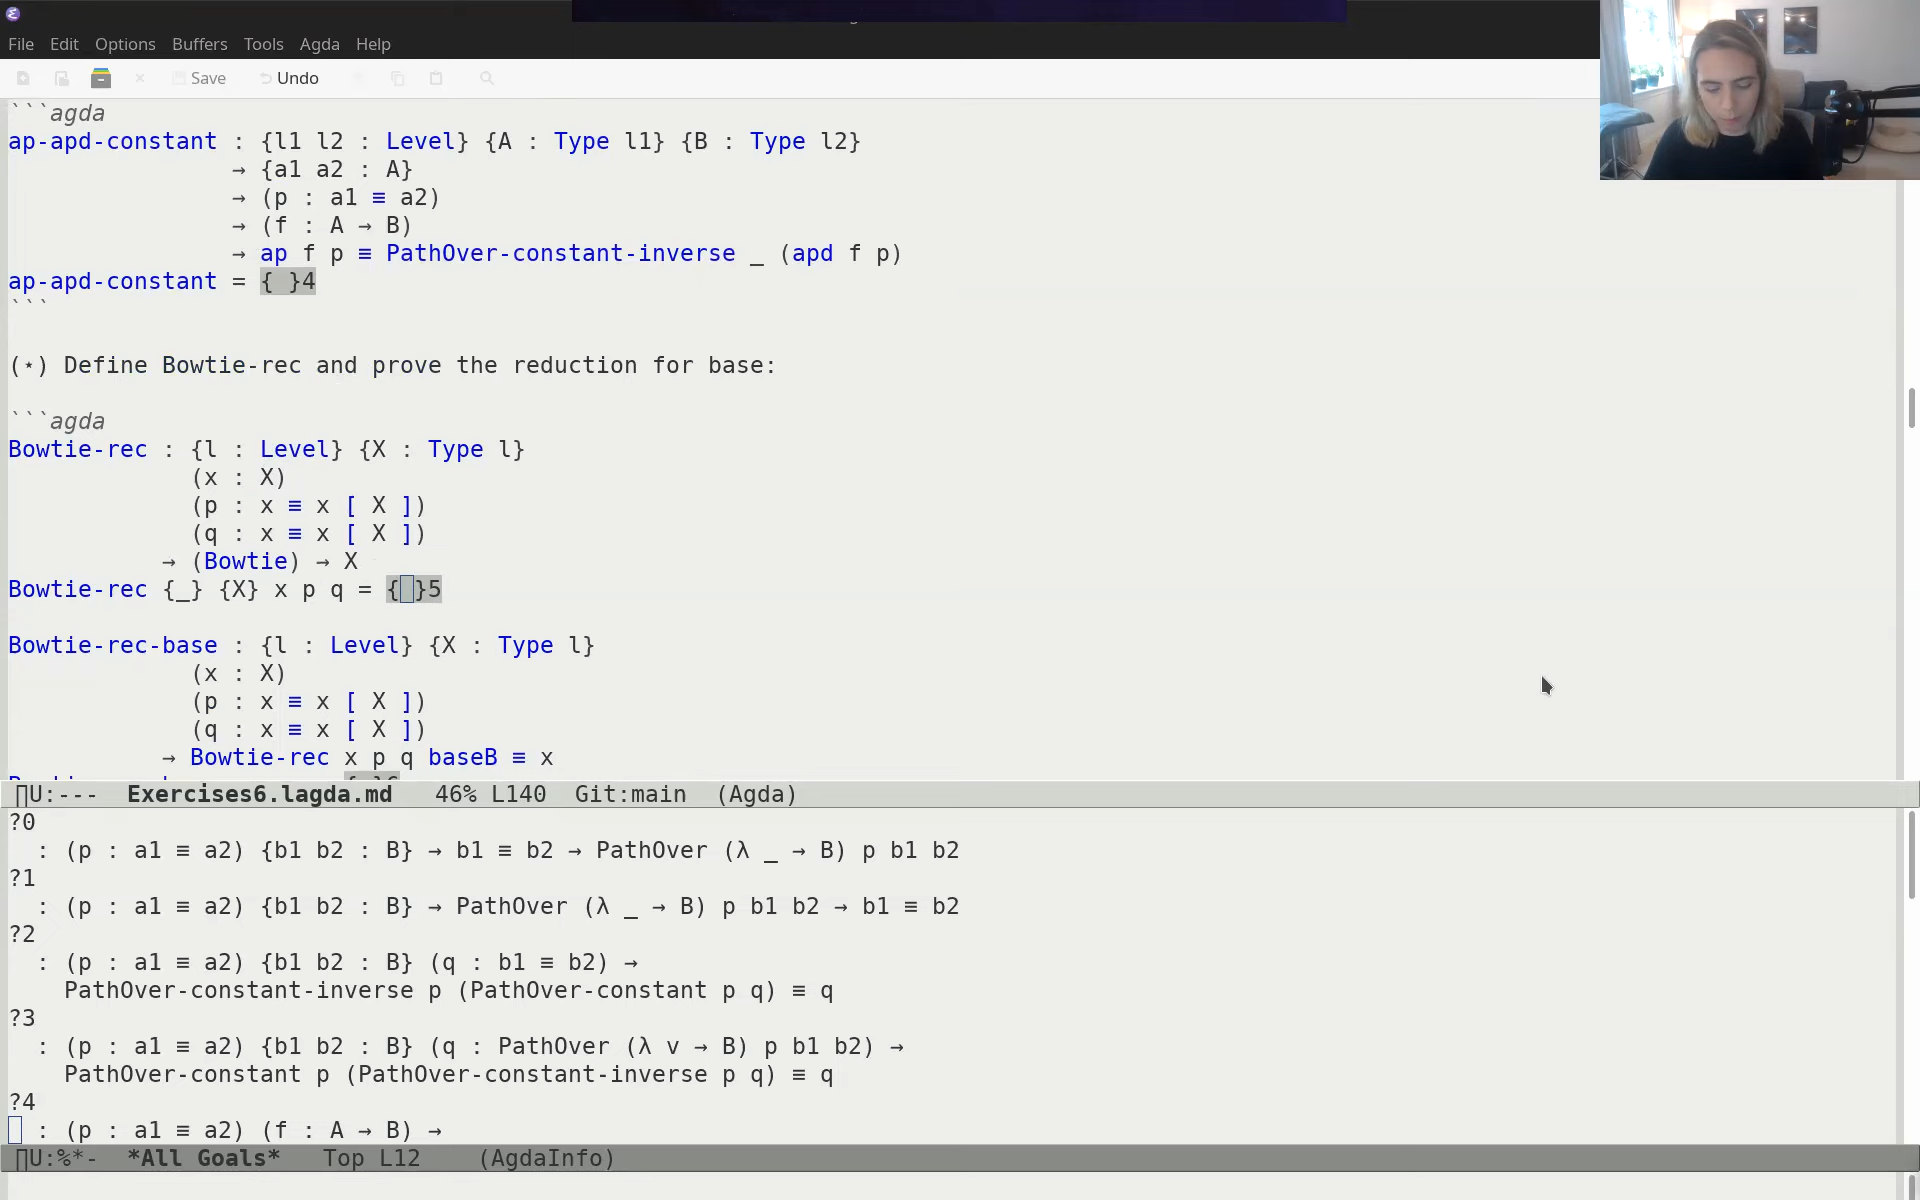 File Edit Options Buffers Tools Agda Help
Save Undo
```agda
ap-apd-constant : {l1 l2 : Level} {A : Type l1} {B : Type l2}
→ {a1 a2 : A}
→ (p : a1 ≡ a2)
→ (f : A → B)
→ ap f p ≡ PathOver-constant-inverse _ (apd f p)
ap-apd-constant = { }4
```
(⋆) Define Bowtie-rec and prove the reduction for base:
```agda
Bowtie-rec : {l : Level} {X : Type l}
(x : X)
(p : x ≡ x [ X ])
(q : x ≡ x [ X ])
→ (Bowtie) → X
Bowtie-rec {_} {X} x p q = { }5
Bowtie-rec-base : {l : Level} {X : Type l}
(x : X)
(p : x ≡ x [ X ])
(q : x ≡ x [ X ])
→ Bowtie-rec x p q baseB ≡ x
U:--- Exercises6.lagda.md 46% L140 Git:main (Agda)
?0
: (p : a1 ≡ a2) {b1 b2 : B} → b1 ≡ b2 → PathOver (λ _ → B) p b1 b2
?1
: (p : a1 ≡ a2) {b1 b2 : B} → PathOver (λ _ → B) p b1 b2 → b1 ≡ b2
?2
: (p : a1 ≡ a2) {b1 b2 : B} (q : b1 ≡ b2) →
PathOver-constant-inverse p (PathOver-constant p q) ≡ q
?3
: (p : a1 ≡ a2) {b1 b2 : B} (q : PathOver (λ v → B) p b1 b2) →
PathOver-constant p (PathOver-constant-inverse p q) ≡ q
?4
: (p : a1 ≡ a2) (f : A → B) →
U:%*- *All Goals* Top L12 (AgdaInfo)